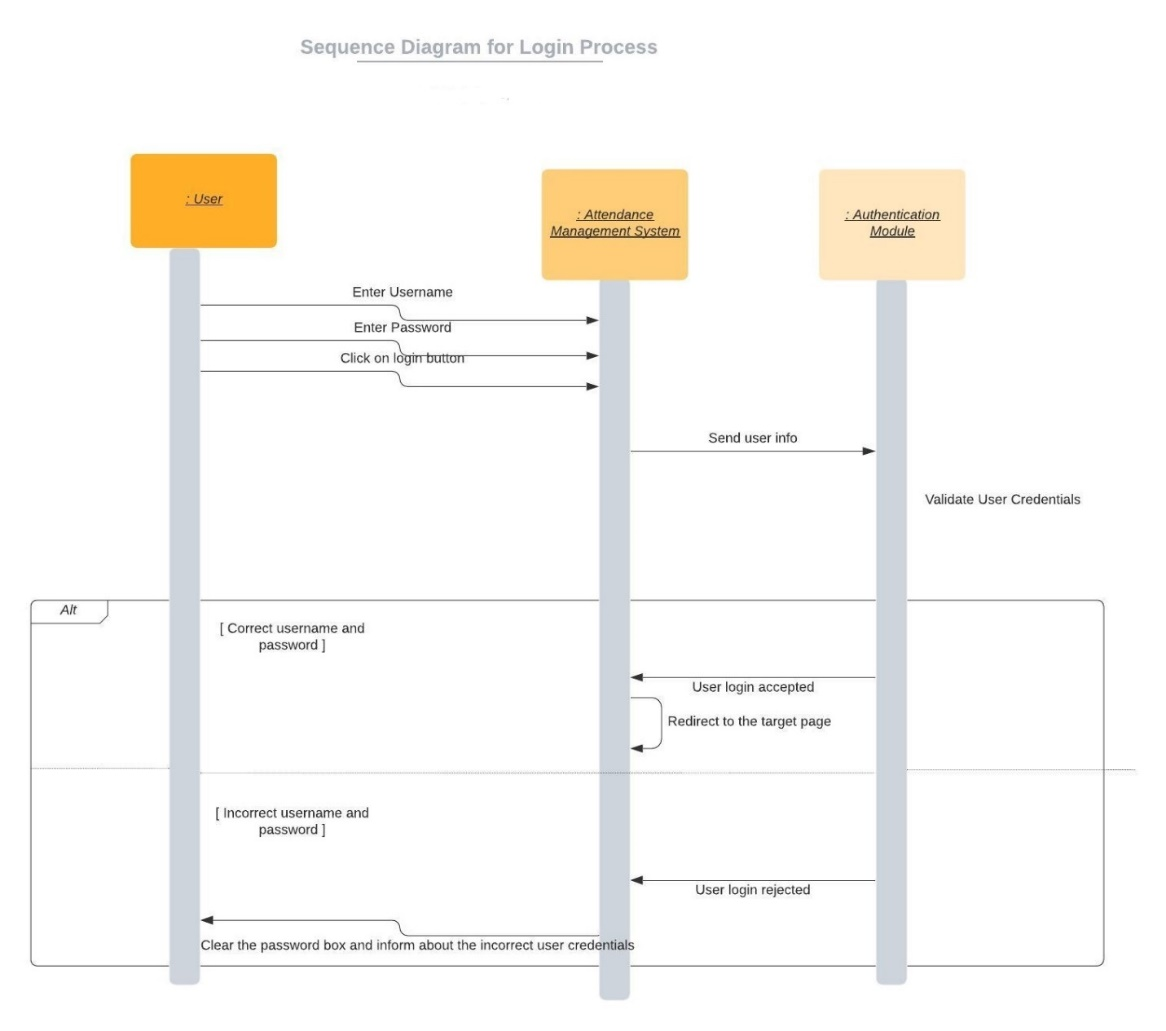 Sequence Diagram for Login Process
: User
: Attendance
Management System
: Authentication
Module
Enter Username
Enter Password
Click on login button
Send user info
Validate User Credentials
Alt
[ Correct username and
password ]
User login accepted
Redirect to the target page
[ Incorrect username and
password ]
User login rejected
Clear the password box and inform about the incorrect user credentials